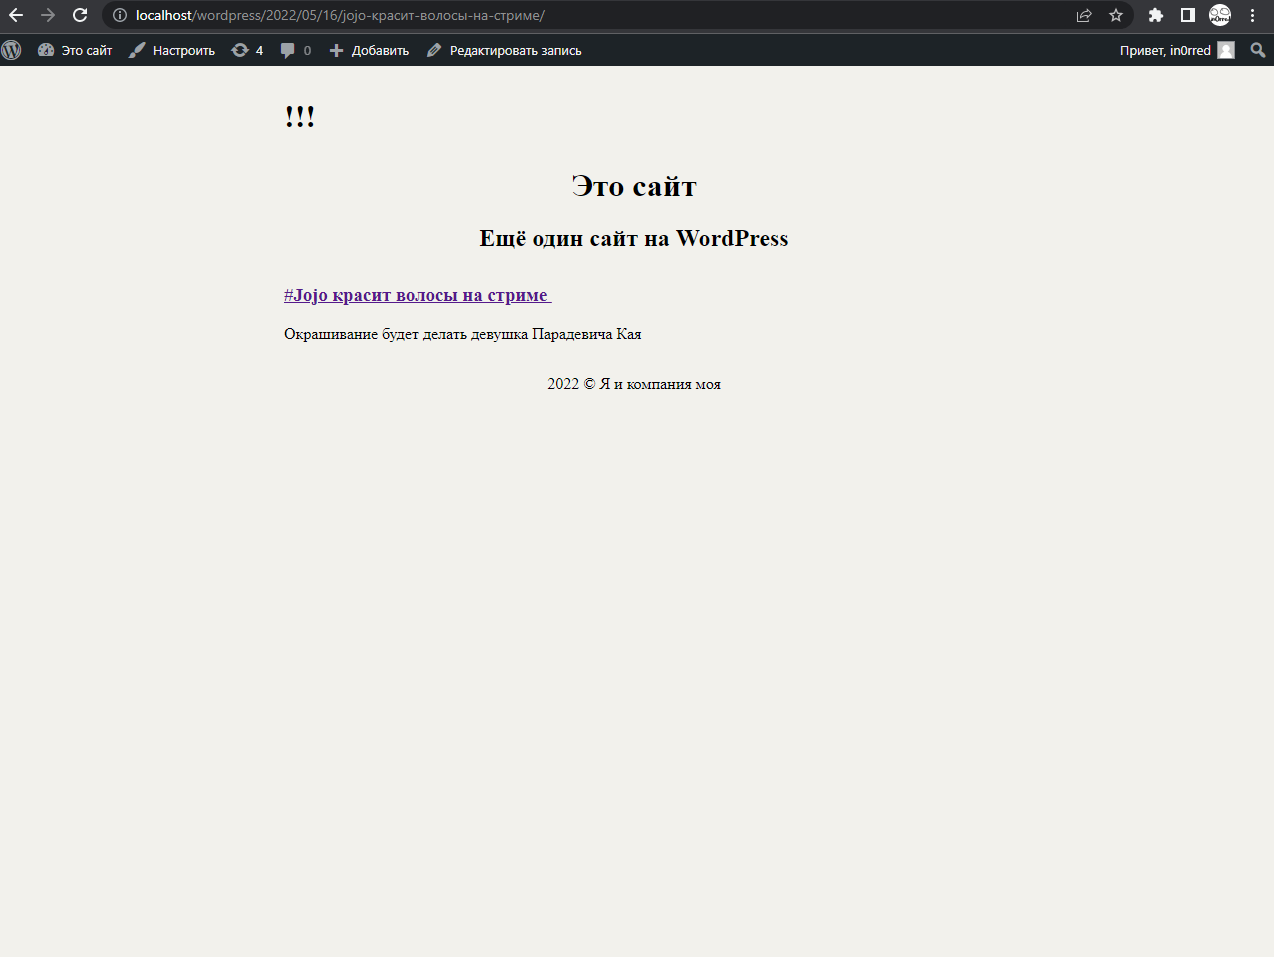 localhost/wordpress/2022/05/16/jojo-красит-волосы-на-стриме/
Это сайт Настроить 4 0 Добавить Редактировать запись Привет, in0rred
!!!
Это сайт
Ещё один сайт на WordPress
#Jojo красит волосы на стриме
Окрашивание будет делать девушка Парадевича Кая
2022 © Я и компания моя